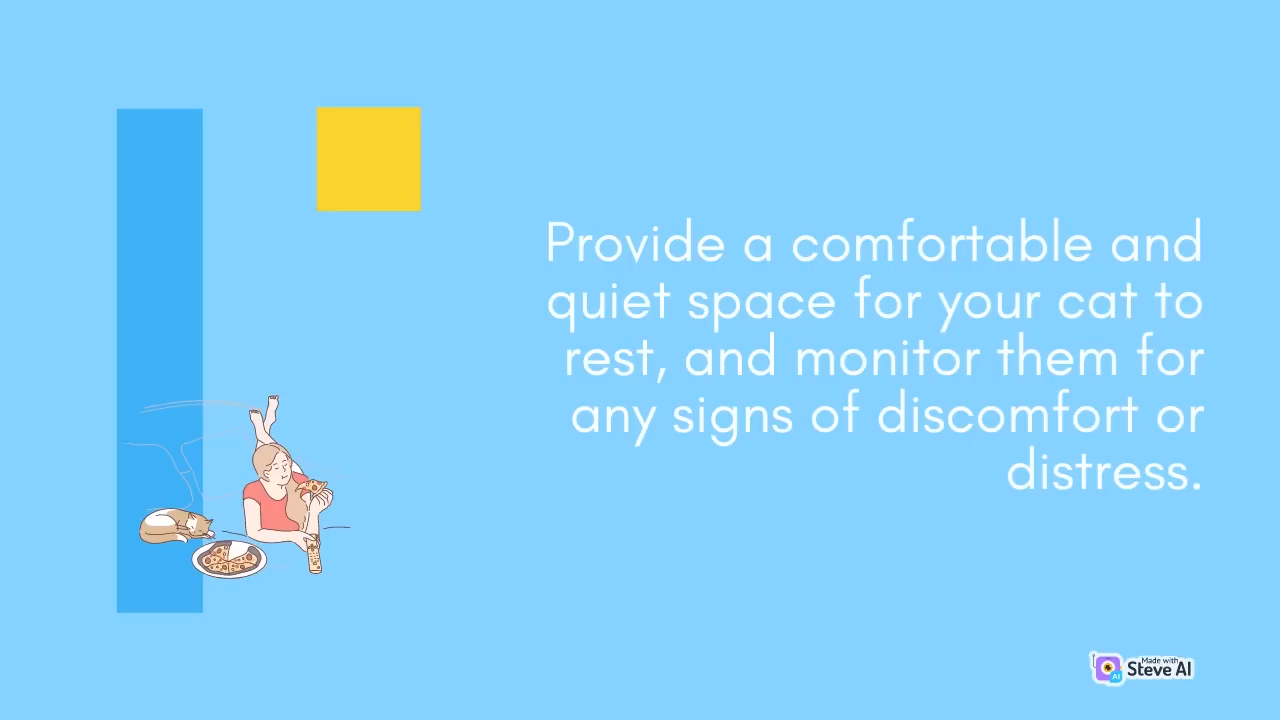 Provide a comfortable and
quiet space for your cat to
rest, and monitor them for
any signs of discomfort or
distress.
Made with
Steve AI
AI